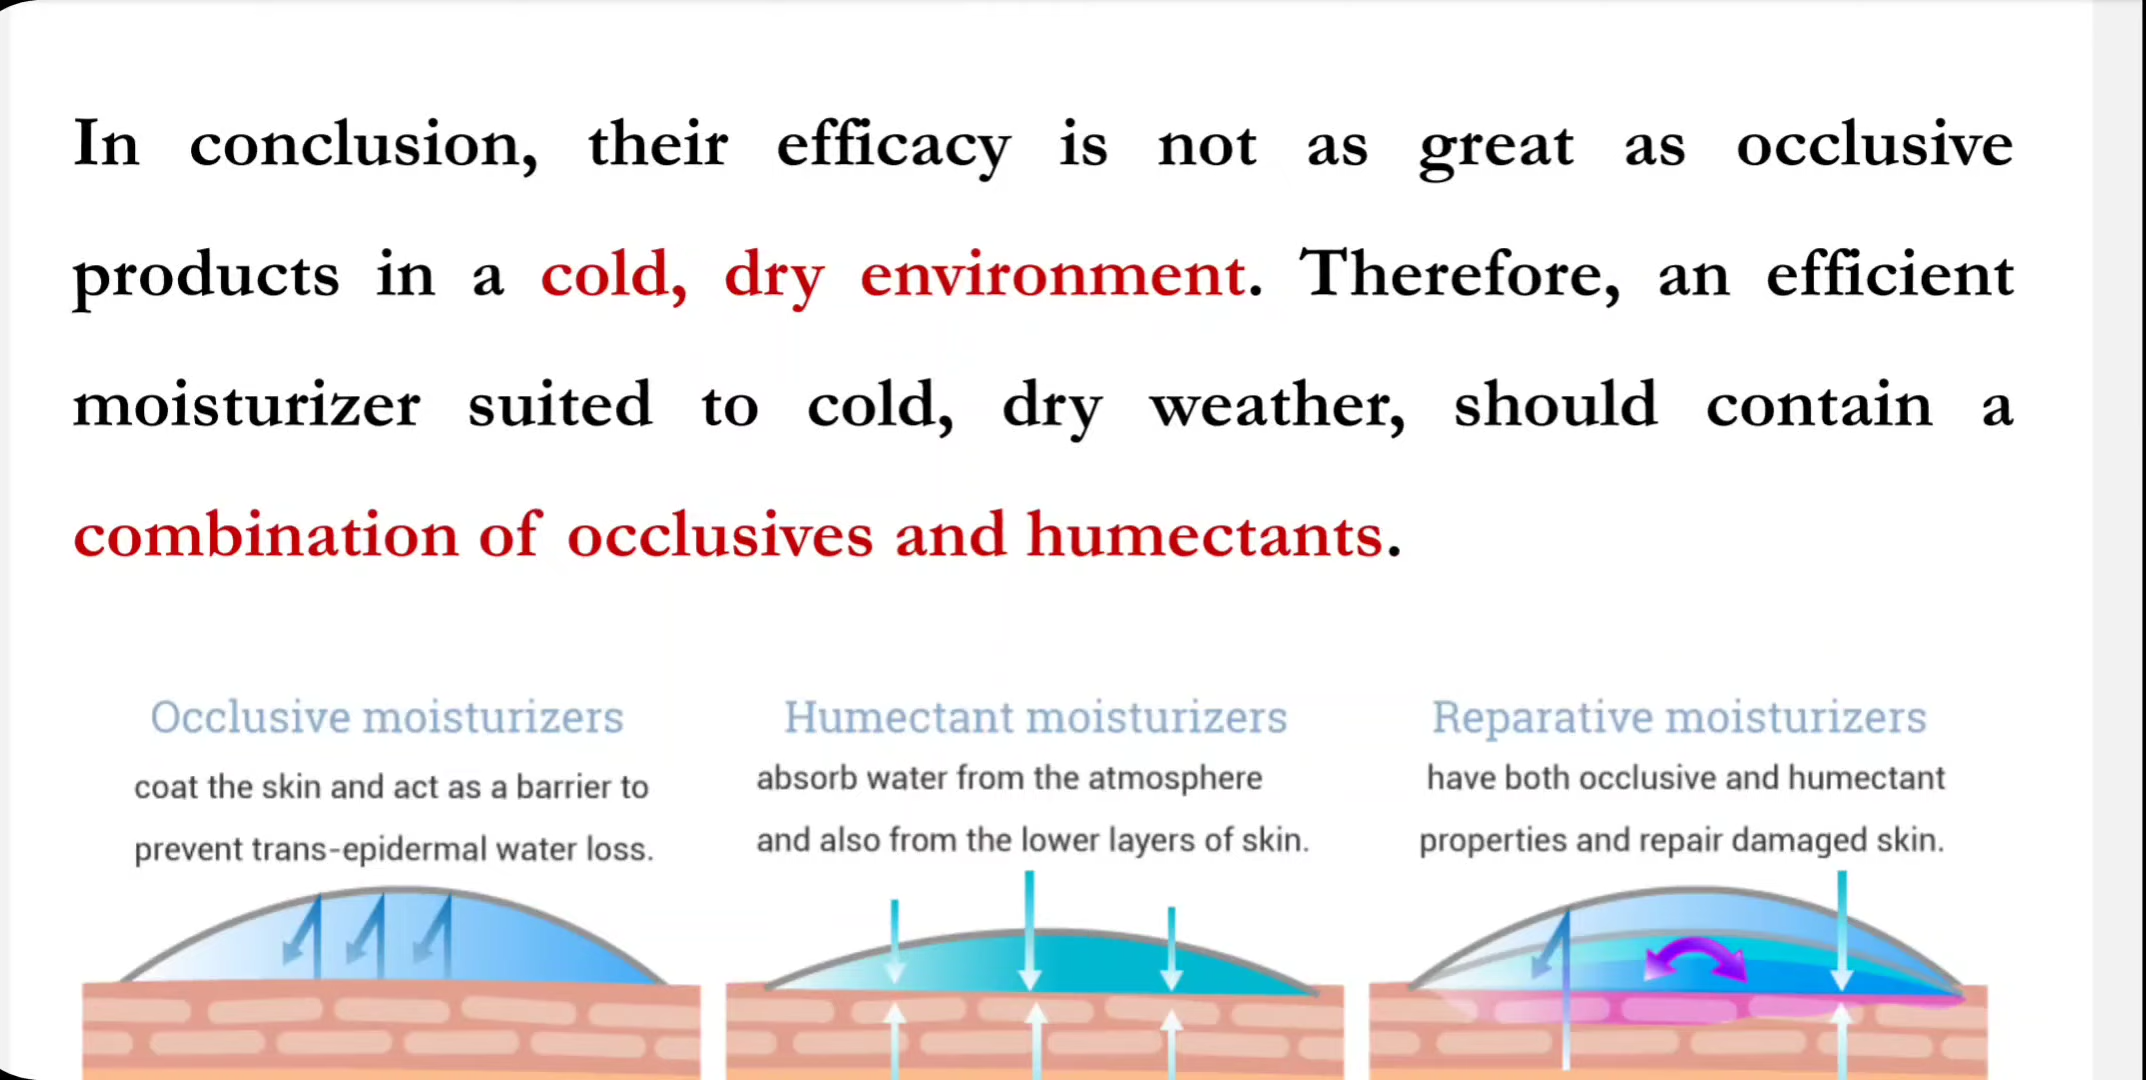 In conclusion, their efficacy is not as great as occlusive
products in a cold, dry environment. Therefore, an efficient
moisturizer suited to cold, dry weather, should contain a
combination of occlusives and humectants.
Occlusive moisturizers
coat the skin and act as a barrier to
prevent trans-epidermal water loss.
Humectant moisturizers
absorb water from the atmosphere
and also from the lower layers of skin.
Reparative moisturizers
have both occlusive and humectant
properties and repair damaged skin.